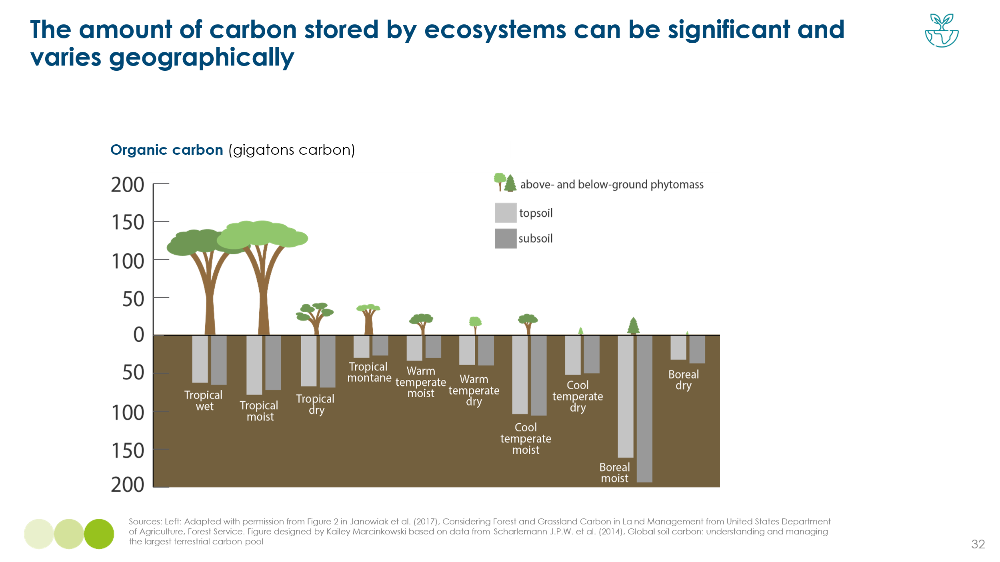 The amount of carbon stored by ecosystems can be significant and
varies geographically
Organic carbon (gigatons carbon)
200
150
100
50
0
50
100
150
200
above- and below-ground phytomass
topsoil
subsoil
Tropical
wet
Tropical
moist
Tropical
dry
Tropical
montane
Warm
temperate
moist
Warm
temperate
dry
Cool
temperate
moist
Cool
temperate
dry
Boreal
moist
Boreal
dry
Sources: Left: Adapted with permission from Figure 2 in Janowiak et al. (2017), Considering Forest and Grassland Carbon in La nd Management from United States Department
of Agriculture, Forest Service. Figure designed by Kailey Marcinkowski based on data from Scharlemann J.P.W. et al. (2014), Global soil carbon: understanding and managing
the largest terrestrial carbon pool
32